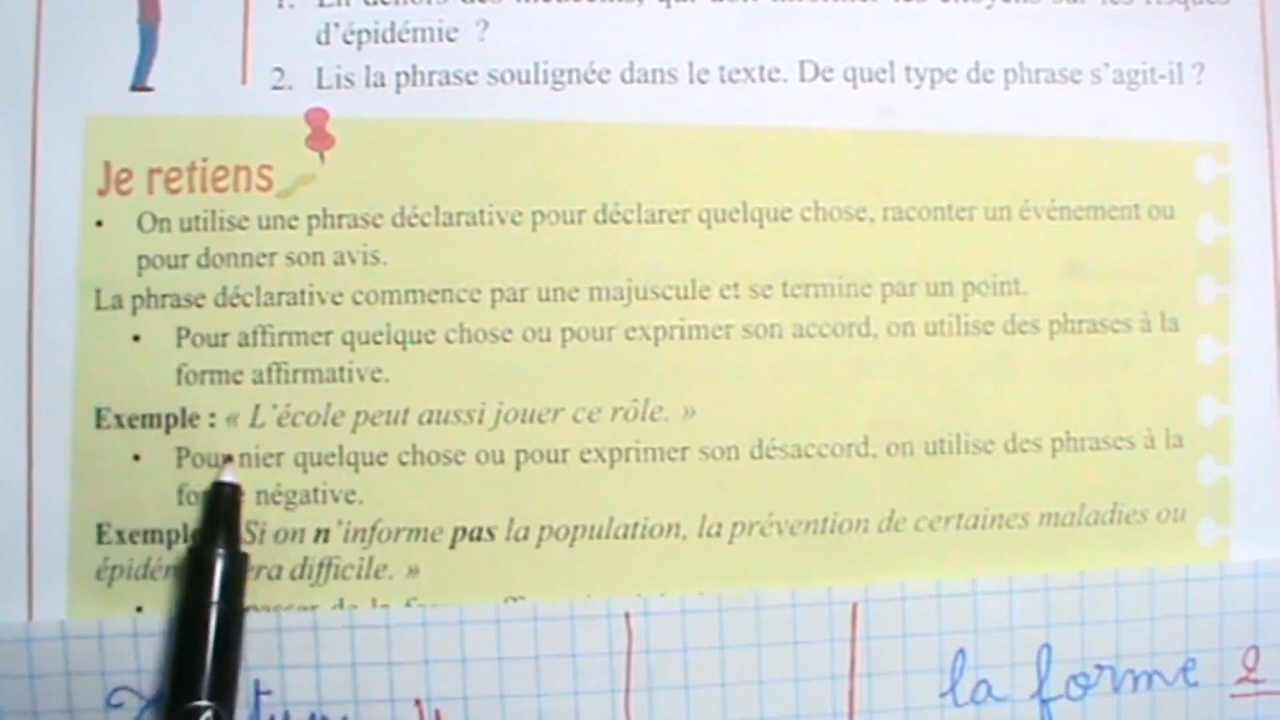 d'épidémie ?
2. Lis la phrase soulignée dans le texte. De quel type de phrase s'agit-il ?
Je retiens
• On utilise une phrase déclarative pour déclarer quelque chose, raconter un événement ou
pour donner son avis.
La phrase déclarative commence par une majuscule et se termine par un point.
• Pour affirmer quelque chose ou pour exprimer son accord, on utilise des phrases à la
forme affirmative.
Exemple : « L'école peut aussi jouer ce rôle. »
• Pour nier quelque chose ou pour exprimer son désaccord, on utilise des phrases à la
négative.
Si on n'informe pas la population, la prévention de certaines maladies ou
difficile. »
la forme 2